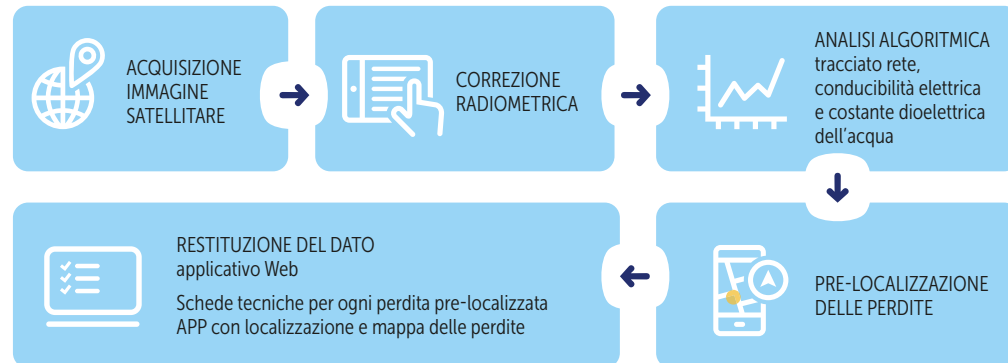 ACQUISIZIONE
IMMAGINE
SATELLITARE
CORREZIONE
RADIOMETRICA
ANALISI ALGORITMICA
tracciato rete,
conducibilità elettrica
e costante dielettrica
dell’acqua
PRE-LOCALIZZAZIONE
DELLE PERDITE
RESTITUZIONE DEL DATO
applicativo Web
Schede tecniche per ogni perdita pre-localizzata
APP con localizzazione e mappa delle perdite